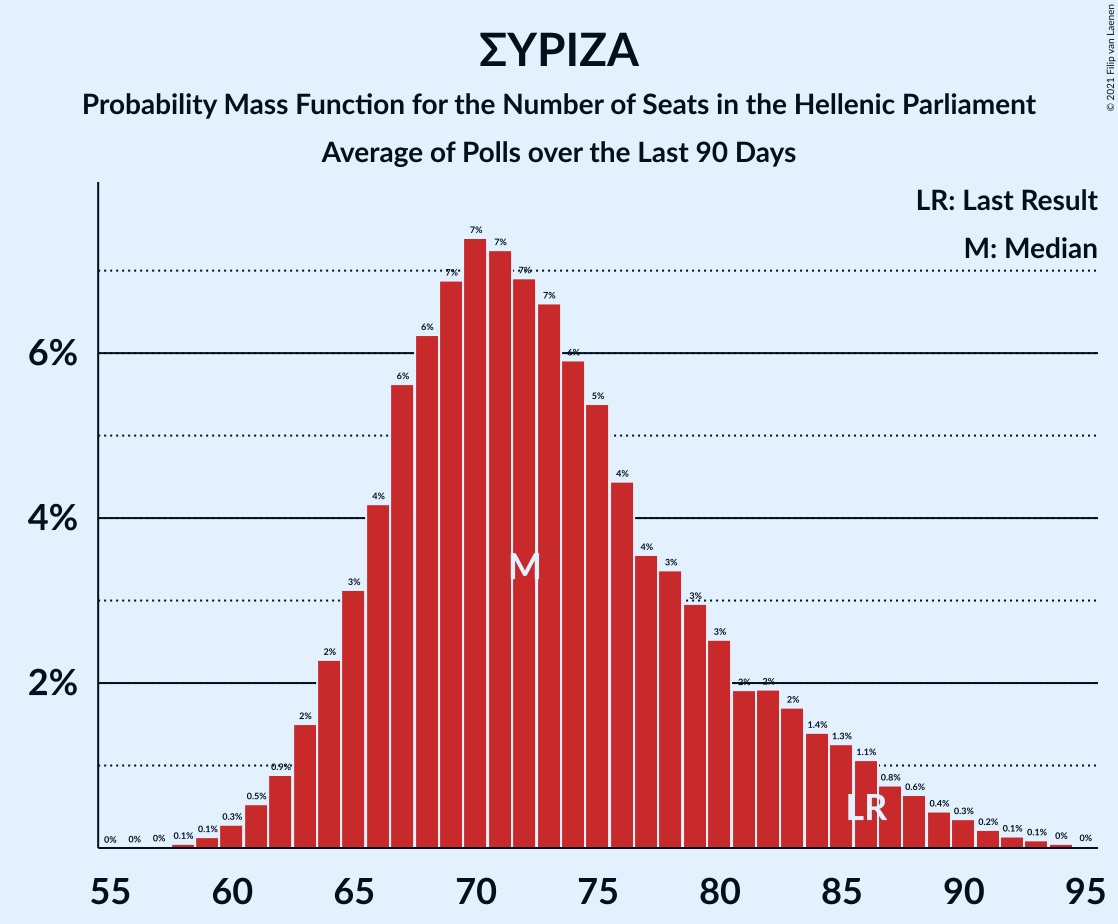 ΣΥΡΙΖΑ
Probability Mass Function for the Number of Seats in the Hellenic Parliament
Average of Polls over the Last 90 Days
© 2021 Filip van Laenen
LR: Last Result
M: Median
6%
4%
2%
0% 0% 0% 0.1% 0.1% 0.3% 0.5% 0.9% 2% 2% 3% 4% 6% 6% 7% 7% 7% 7% 7% 6% 5% 4% 4% 3% 3% 3% 2% 2% 2% 1.4% 1.3% 1.1% 0.8% 0.6% 0.4% 0.3% 0.2% 0.1% 0.1% 0% 0%
M
LR
55 60 65 70 75 80 85 90 95